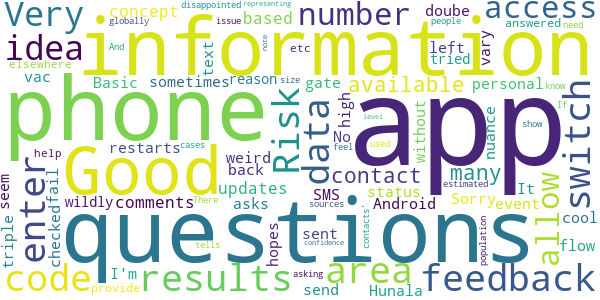 Very concept And globally disappointed representing issue based number doube people answered need access
idea elsewhere information left tried vary text note etc
vac Basic sometimes reason gate available personal know
phone app size If
Good Risk data high No without many nuance show switch
enter restarts cases weird back contact level feel used It estimated
help updates SMS status Sorry event allow
seem wildly comments asks Android cool
checked fail triple questions hopes sent There sources contacts . population flow
code I'm results tells confidence area asking Hunala feedback
provide send